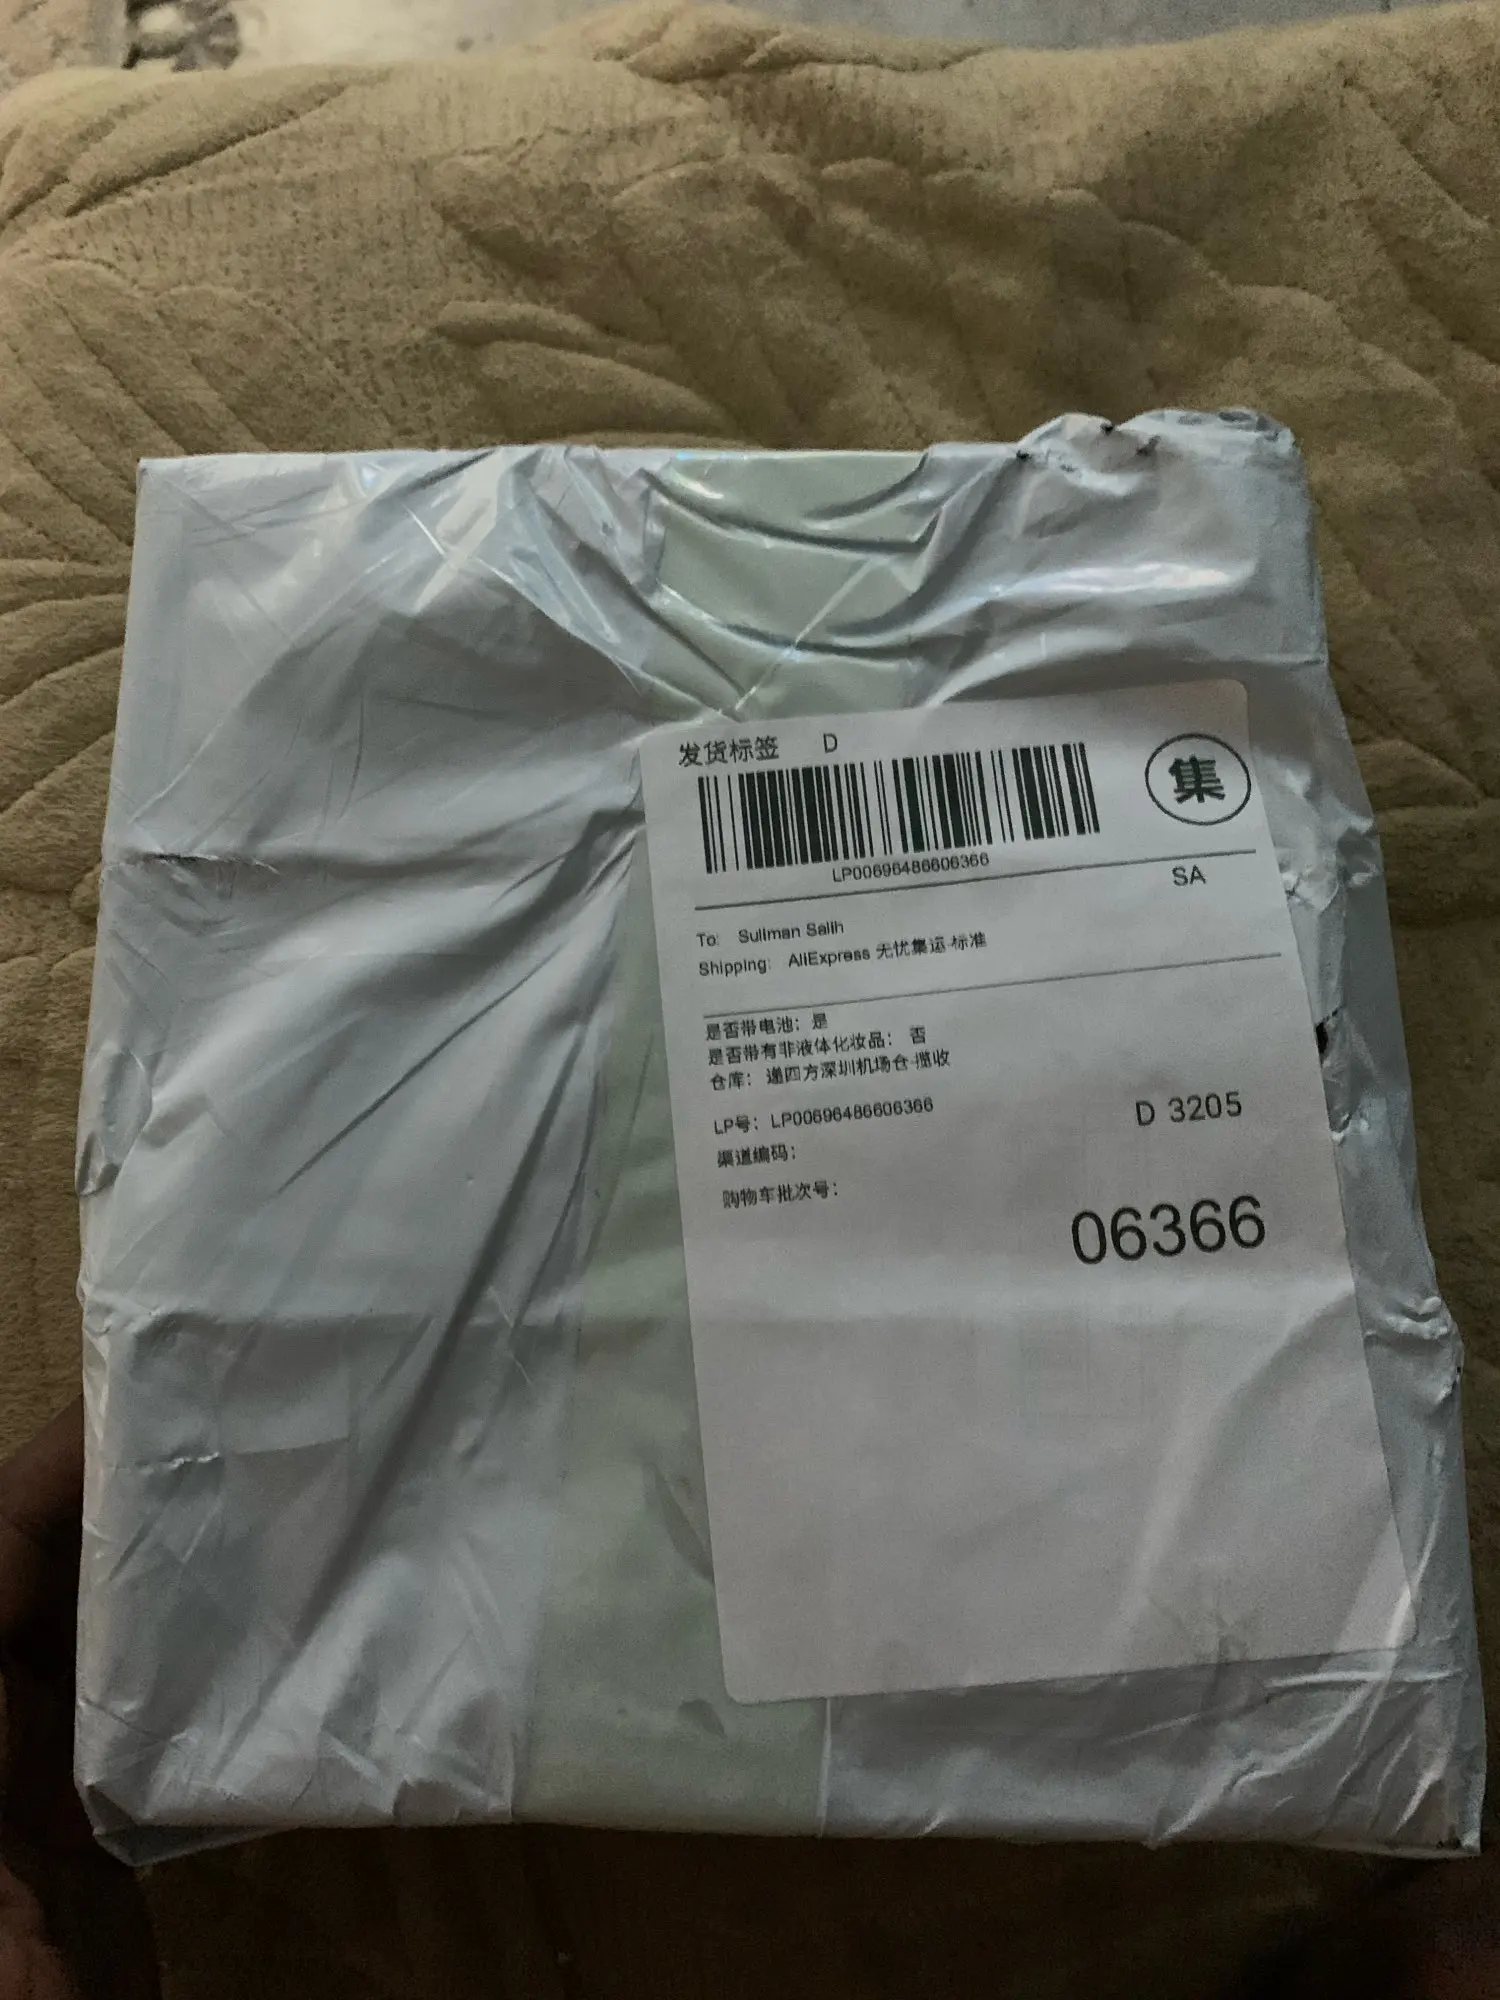 发货标签 D
集
LP00696486606366
SA
To: Suliman Salih
Shipping: AliExpress 无忧集运-标准
是否带电池：是
是否带有非液体化妆品：否
仓库：递四方深圳机场仓-揽收
LP号：LP00696486606366
D 3205
渠道编码：
购物车批次号：
06366